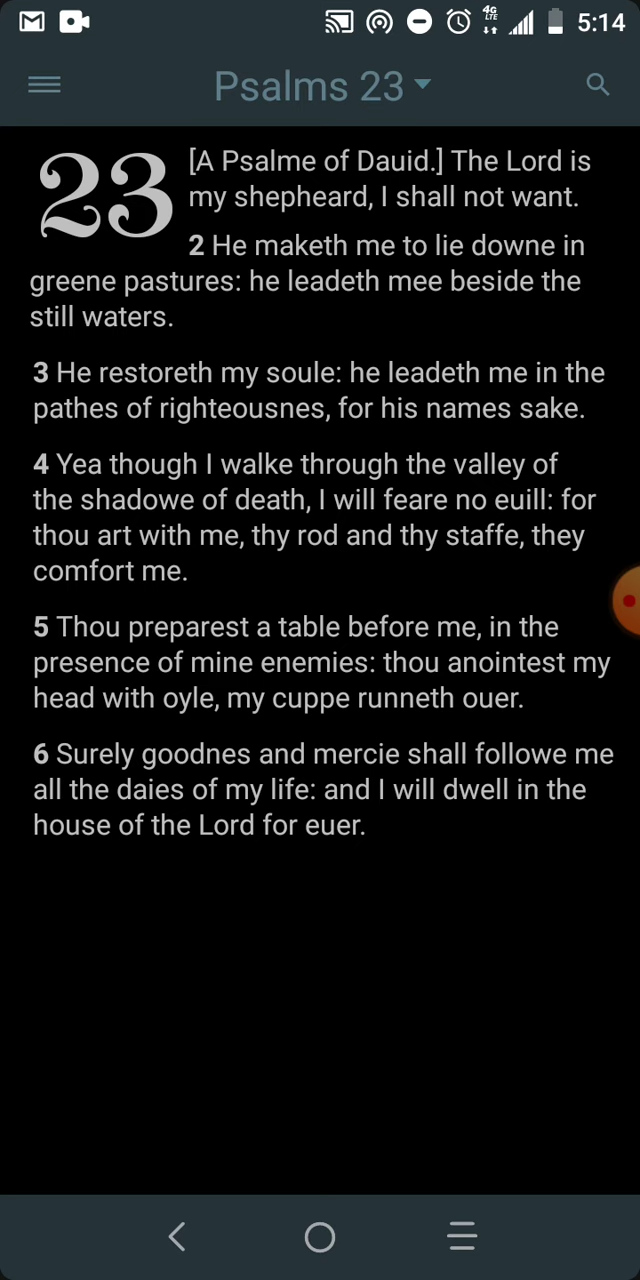 4G
LTE
5:14
Psalms 23
23 [A Psalme of Dauid.] The Lord is
my shepheard, I shall not want.
2 He maketh me to lie downe in
greene pastures: he leadeth mee beside the
still waters.
3 He restoreth my soule: he leadeth me in the
pathes of righteousnes, for his names sake.
4 Yea though I walke through the valley of
the shadowe of death, I will feare no euill: for
thou art with me, thy rod and thy staffe, they
comfort me.
5 Thou preparest a table before me, in the
presence of mine enemies: thou anointest my
head with oyle, my cuppe runneth ouer.
6 Surely goodnes and mercie shall followe me
all the daies of my life: and I will dwell in the
house of the Lord for euer.